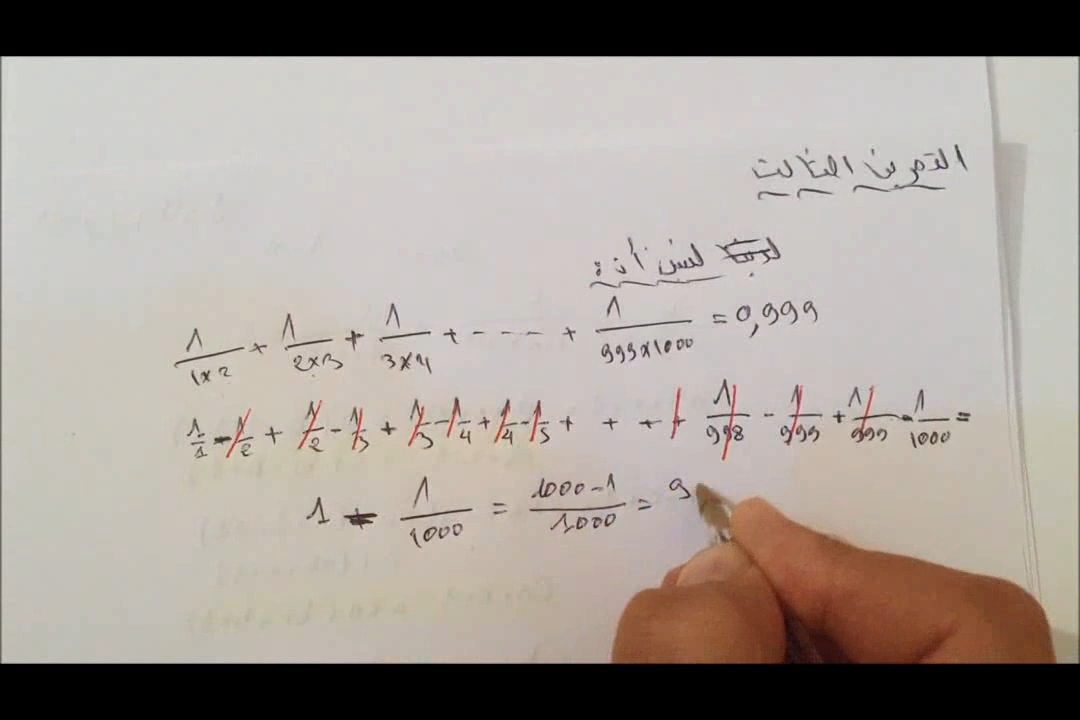 التمرين الثالث
لنبين أن :
1/(1×2) + 1/(2×3) + 1/(3×4) + ---- + 1/(999×1000) = 0,999
1/1 - 1/2 + 1/2 - 1/3 + 1/3 - 1/4 + 1/4 - 1/5 + + + 1/998 - 1/999 + 1/999 - 1/1000 =
1 - 1/1000 = (1000-1)/1000 = 9